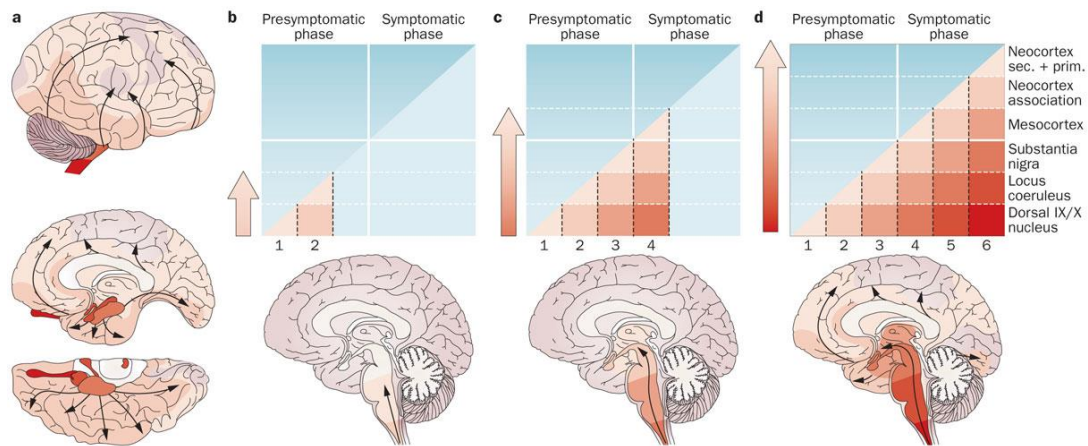 a
b
Presymptomatic phase
Symptomatic phase
1 2
c
Presymptomatic phase
Symptomatic phase
1 2 3 4
d
Presymptomatic phase
Symptomatic phase
Neocortex
sec. + prim.
Neocortex
association
Mesocortex
Substantia
nigra
Locus
coeruleus
Dorsal IX/X
nucleus
1 2 3 4 5 6